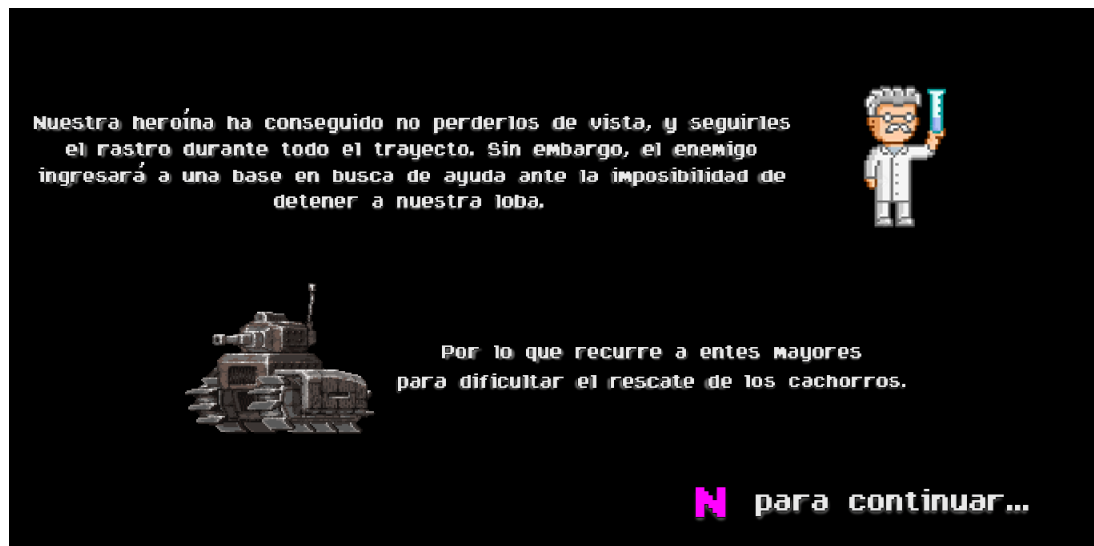 Nuestra heroína ha conseguido no perderlos de vista, y seguirles
el rastro durante todo el trayecto. Sin embargo, el enemigo
ingresará a una base en busca de ayuda ante la imposibilidad de
detener a nuestra loba.
Por lo que recurre a entes mayores
para dificultar el rescate de los cachorros.
N para continuar...